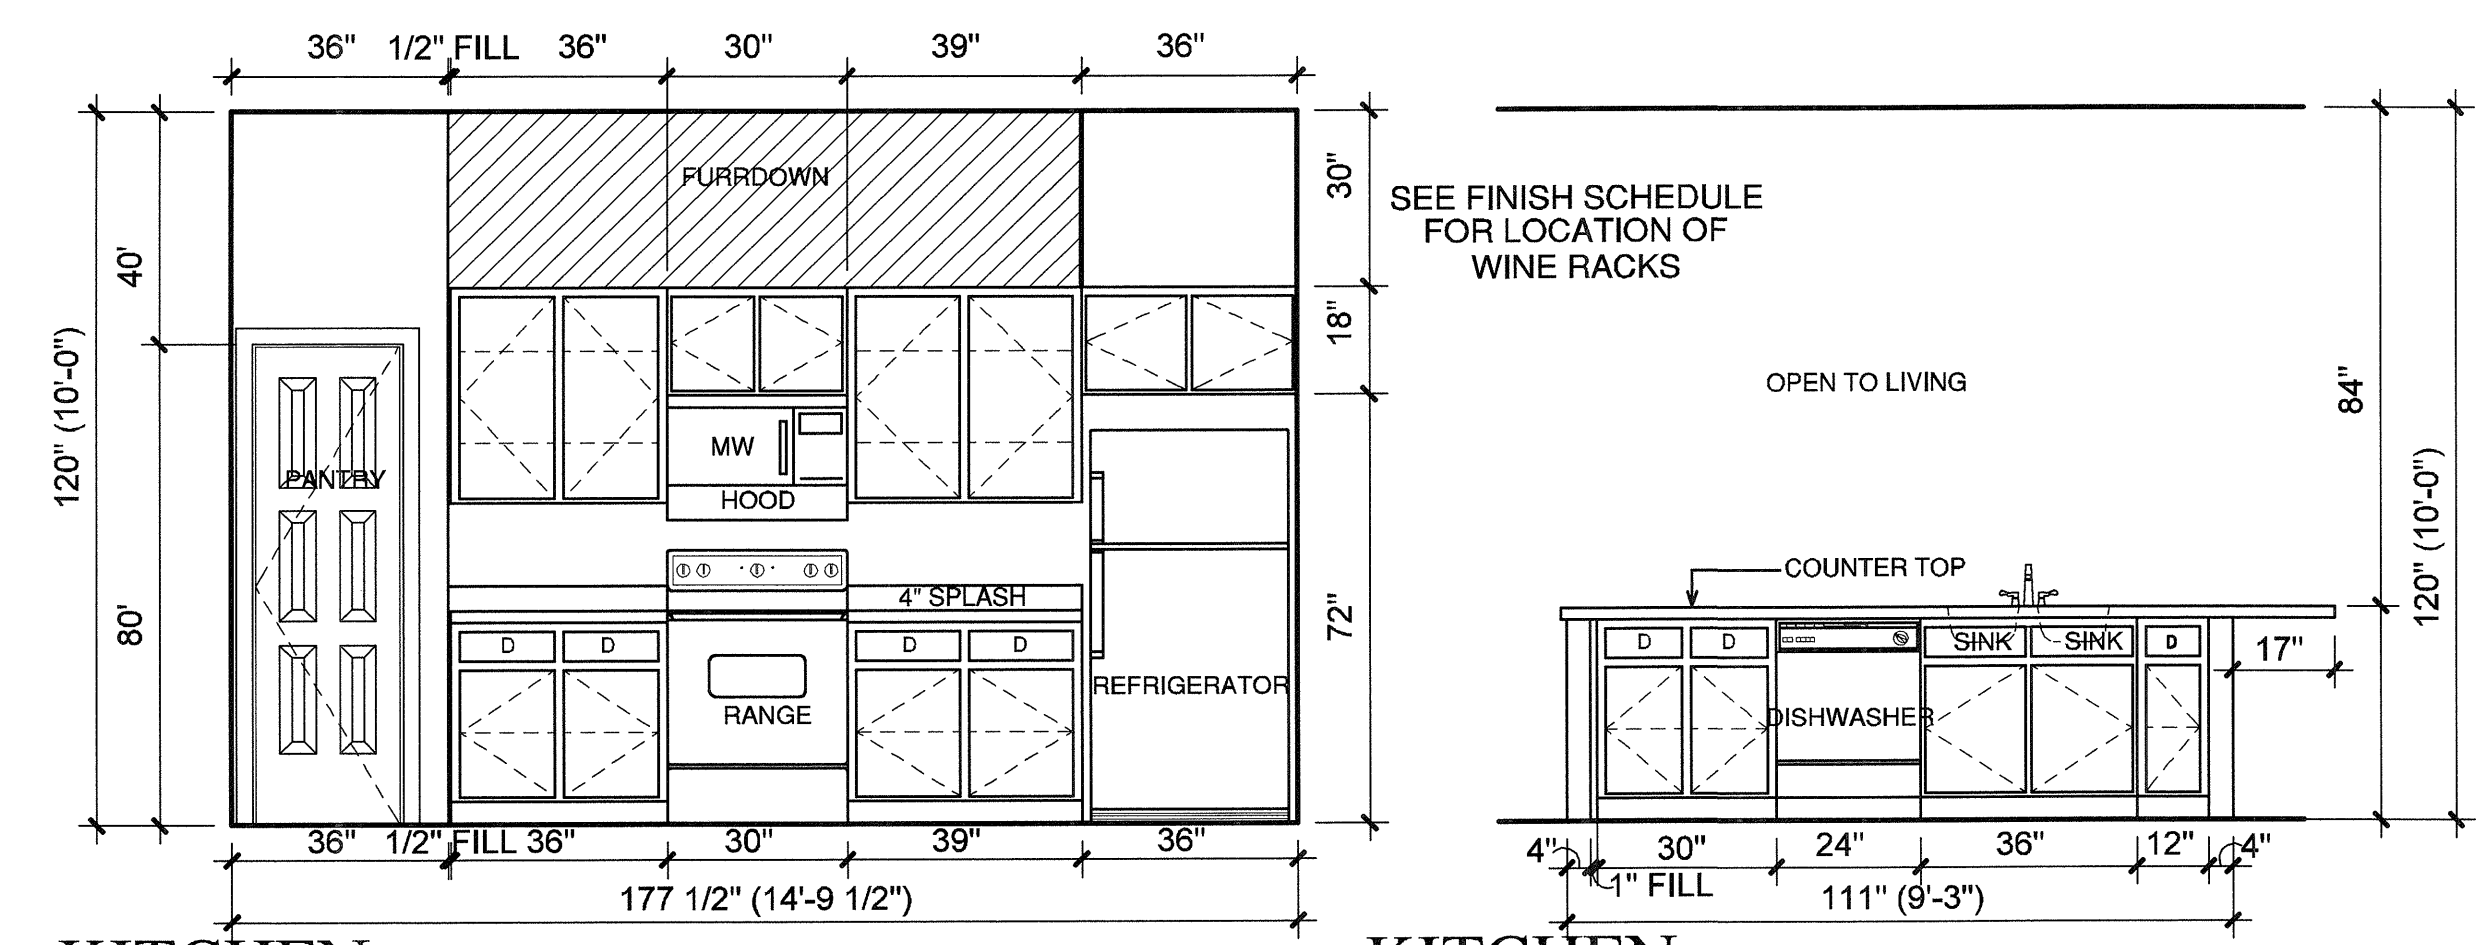 36" 1/2" FILL 36" 30" 39" 36"
FURRDOWN
30"
SEE FINISH SCHEDULE
FOR LOCATION OF
WINE RACKS
40'
18"
120" (10'-0")
OPEN TO LIVING
84"
MW
PANTRY
HOOD
120" (10'-0")
COUNTER TOP
4" SPLASH
80'
72"
D D D D
D D SINK SINK D
17"
REFRIGERATOR
RANGE
DISHWASHER
36" 1/2" FILL 36" 30" 39" 36"
4" 30" 24" 36" 12" 4"
1" FILL
177 1/2" (14'-9 1/2")
111" (9'-3")
KITCHEN
KITCHEN